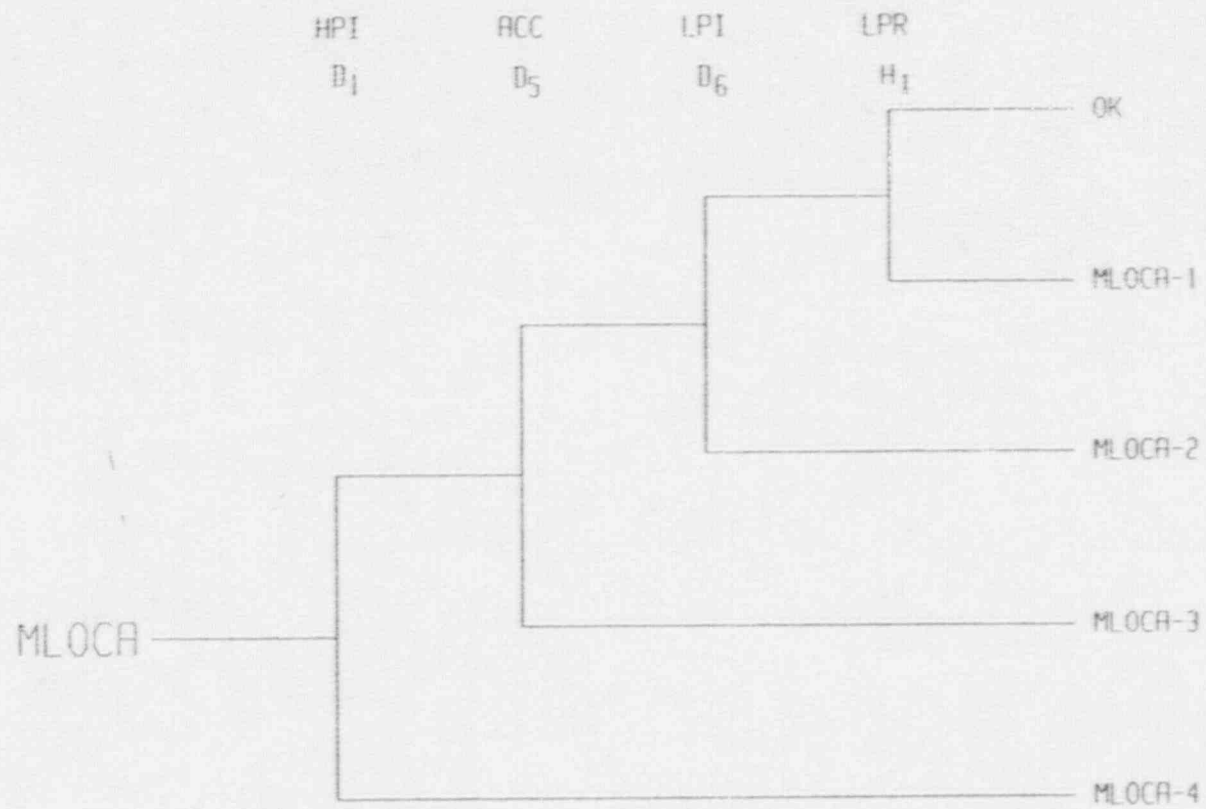 HPI ACC LPI LPR
D1 D5 D6 H1
OK
MLOCA-1
MLOCA-2
MLOCA-3
MLOCA
MLOCA-4